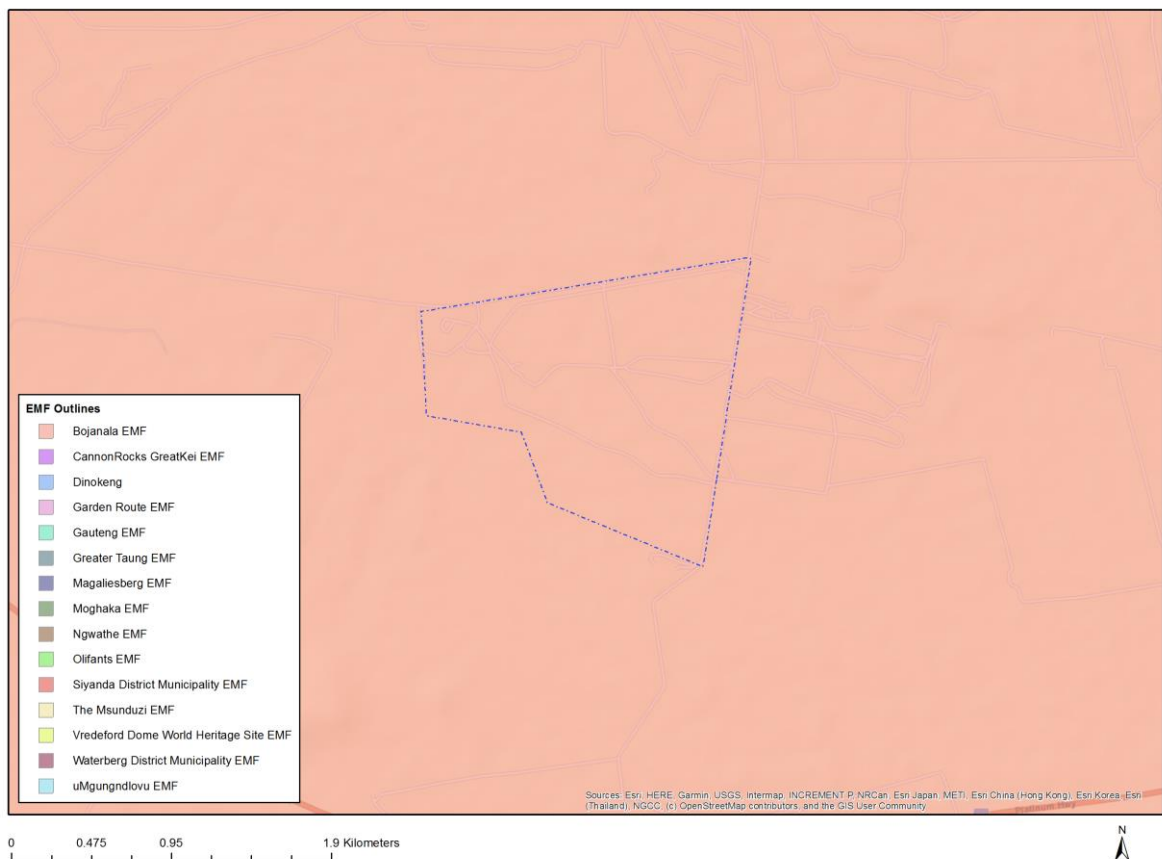 EMF Outlines
Bojanala EMF
CannonRocks GreatKei EMF
Dinokeng
Garden Route EMF
Gauteng EMF
Greater Taung EMF
Magaliesberg EMF
Moghaka EMF
Ngwathe EMF
Olifants EMF
Siyanda District Municipality EMF
The Msunduzi EMF
Vredeford Dome World Heritage Site EMF
Waterberg District Municipality EMF
uMgungndlovu EMF
Sources: Esri, HERE, Garmin, USGS, Intermap, INCREMENT P, NRCan, Esri Japan, METI, Esri China (Hong Kong), Esri Korea, Esri
(Thailand), NGCC, (c) OpenStreetMap contributors, and the GIS User Community
Platinum Hwy
0 0.475 0.95 1.9 Kilometers
N